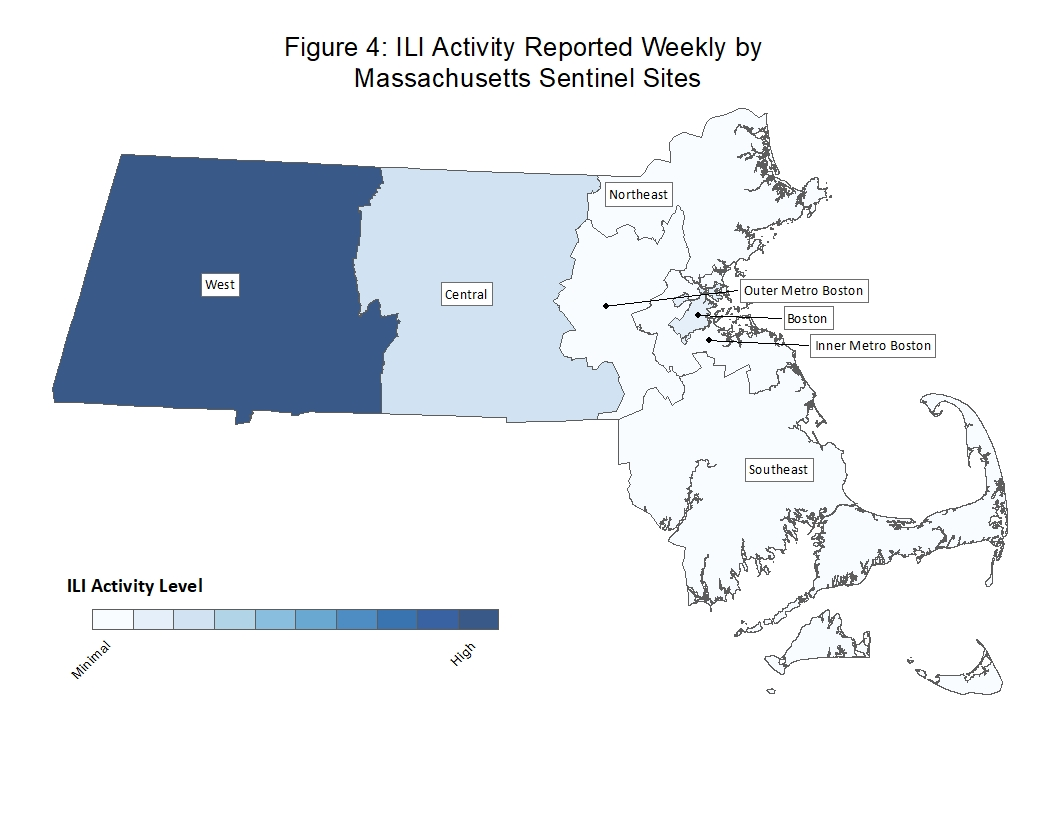 Figure 4: ILI Activity Reported Weekly by
Massachusetts Sentinel Sites
Northeast
West
Central
Outer Metro Boston
Boston
Inner Metro Boston
Southeast
ILI Activity Level
Minimal
High